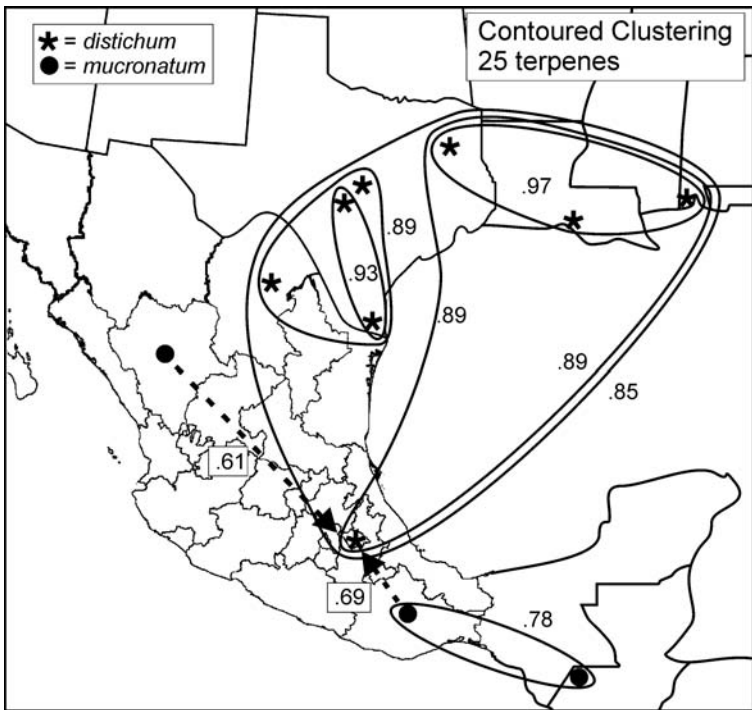 * = distichum
● = mucronatum
Contoured Clustering
25 terpenes
.97
.89
.93
.89
.89
.85
.61
.69
.78